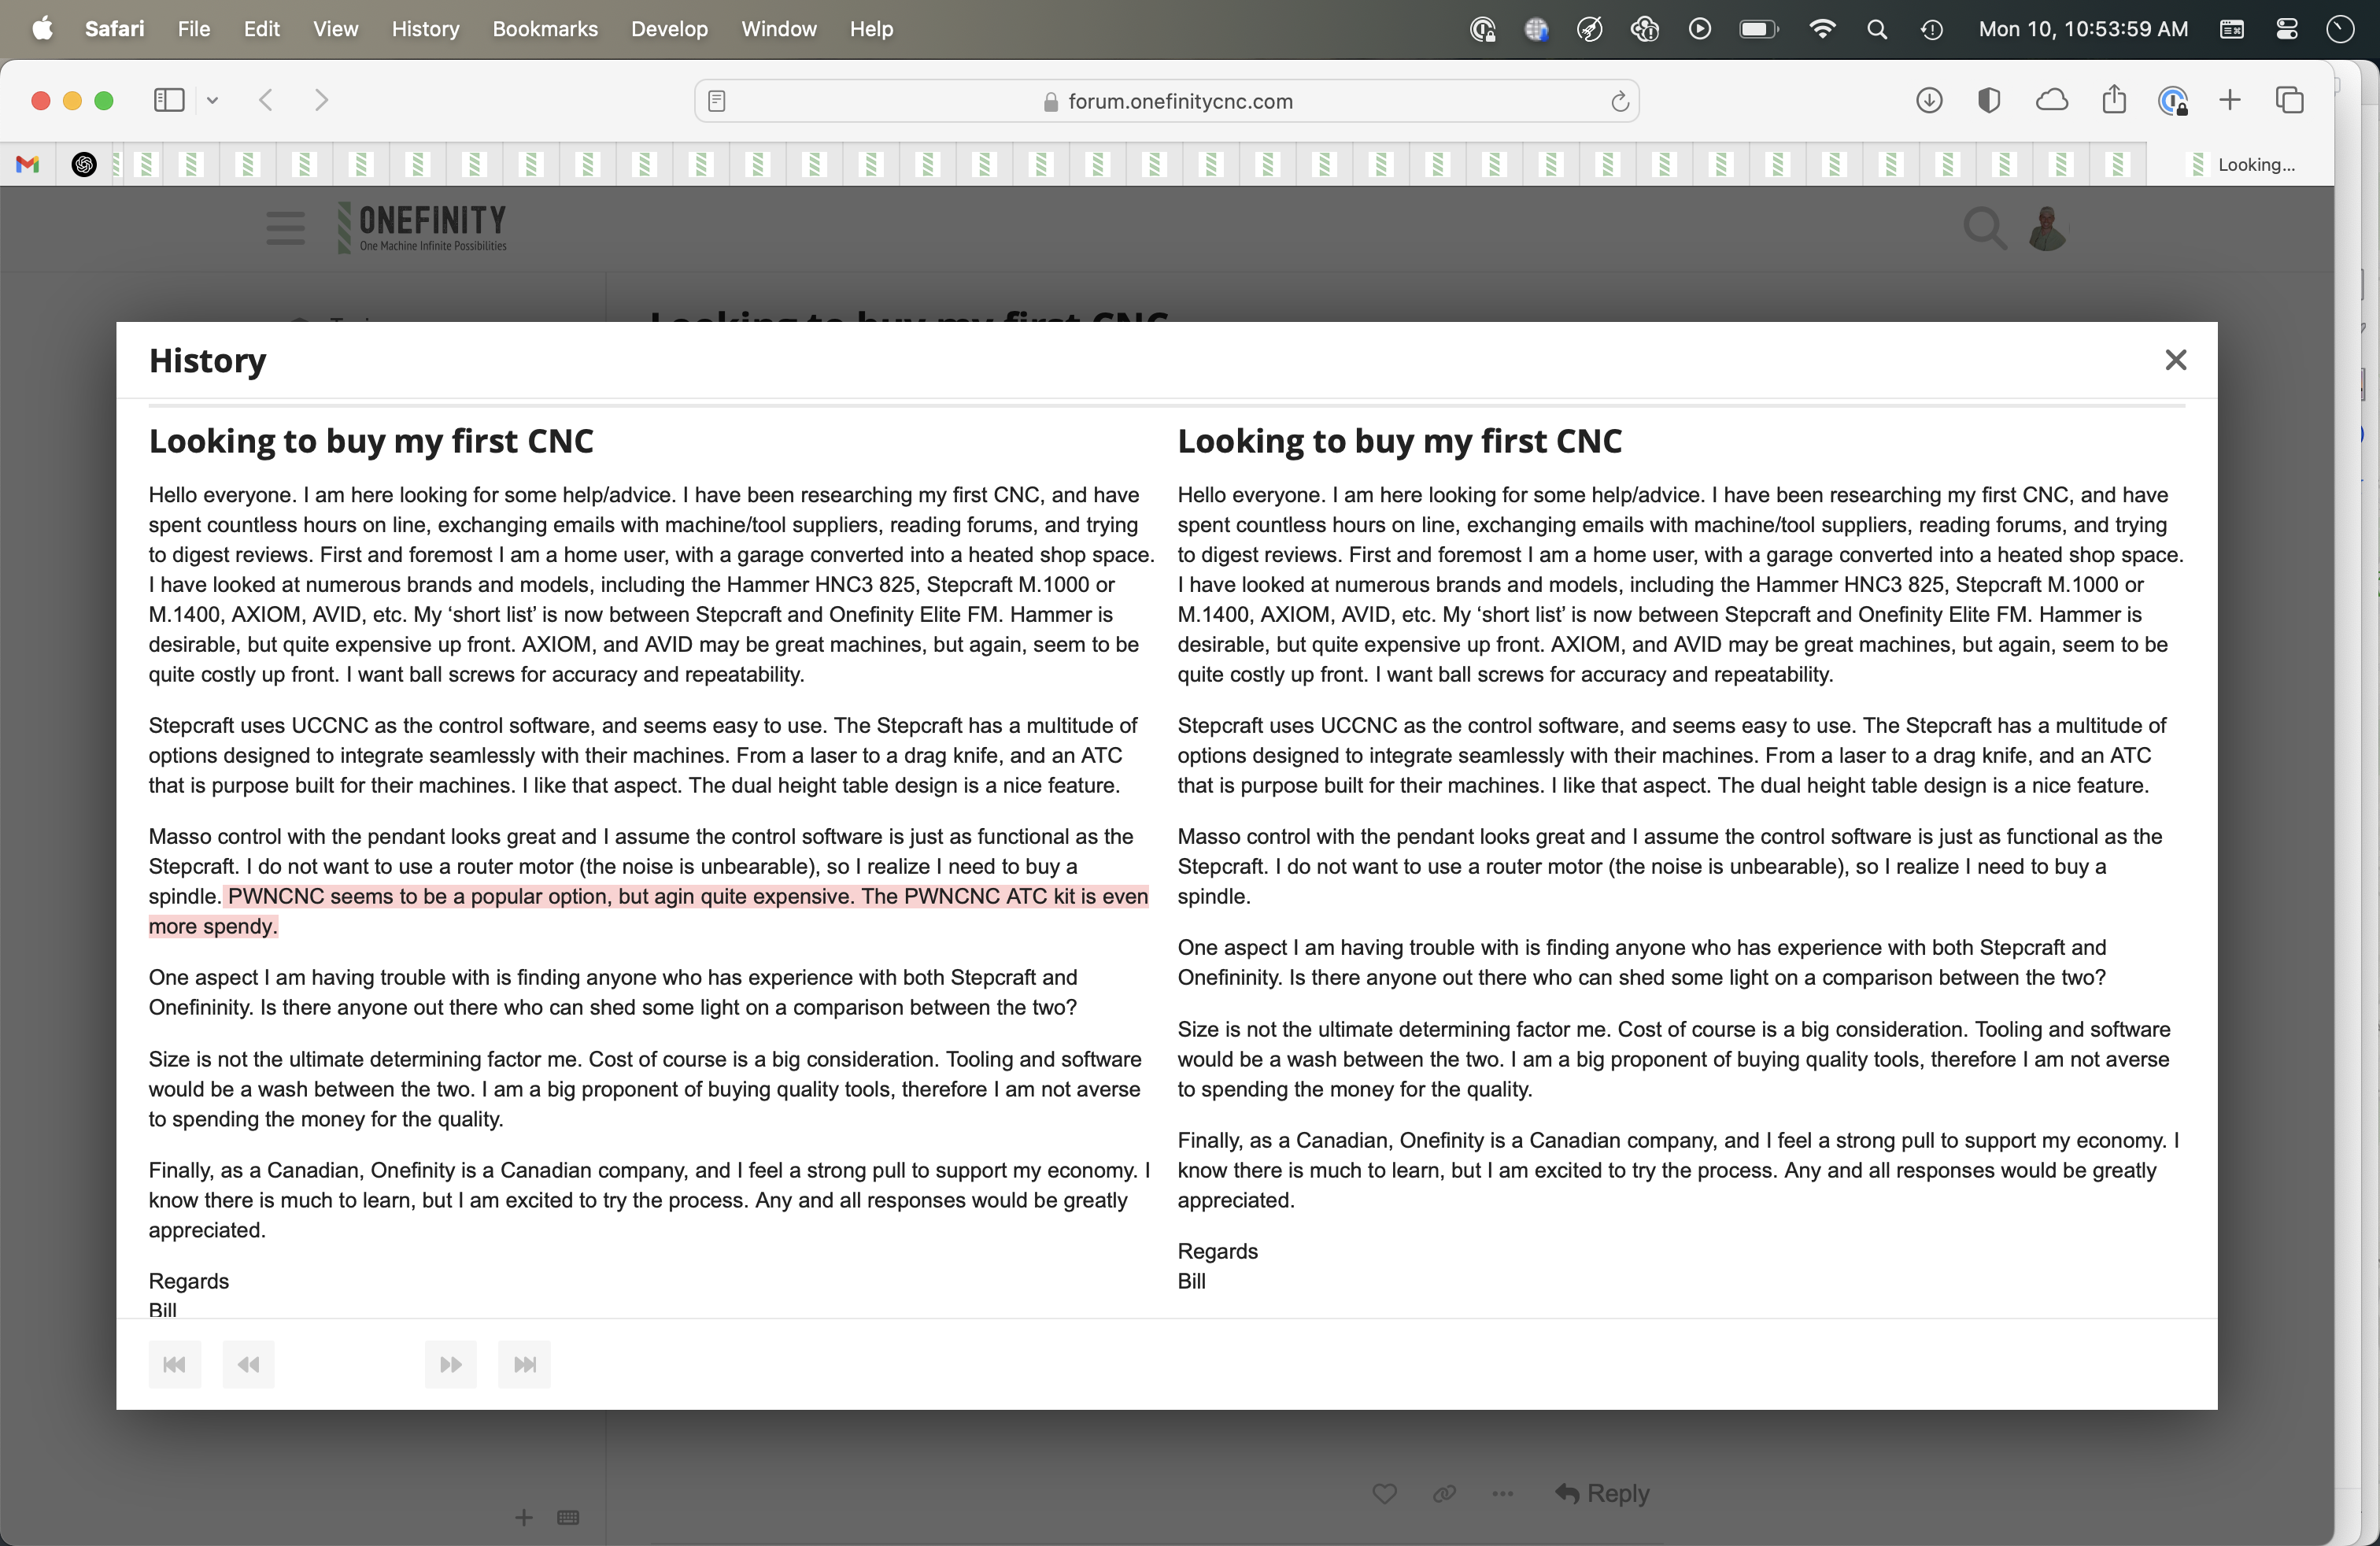 Safari File Edit View History Bookmarks Develop Window Help Mon 10, 10:53:59 AM
forum.onefinitycnc.com
Looking...
ONEFINITY
One Machine Infinite Possibilities
Looking to buy my first CNC
History
Looking to buy my first CNC
Hello everyone. I am here looking for some help/advice. I have been researching my first CNC, and have
spent countless hours on line, exchanging emails with machine/tool suppliers, reading forums, and trying
to digest reviews. First and foremost I am a home user, with a garage converted into a heated shop space.
I have looked at numerous brands and models, including the Hammer HNC3 825, Stepcraft M.1000 or
M.1400, AXIOM, AVID, etc. My ‘short list’ is now between Stepcraft and Onefinity Elite FM. Hammer is
desirable, but quite expensive up front. AXIOM, and AVID may be great machines, but again, seem to be
quite costly up front. I want ball screws for accuracy and repeatability.
Stepcraft uses UCCNC as the control software, and seems easy to use. The Stepcraft has a multitude of
options designed to integrate seamlessly with their machines. From a laser to a drag knife, and an ATC
that is purpose built for their machines. I like that aspect. The dual height table design is a nice feature.
Masso control with the pendant looks great and I assume the control software is just as functional as the
Stepcraft. I do not want to use a router motor (the noise is unbearable), so I realize I need to buy a
spindle. PWNCNC seems to be a popular option, but agin quite expensive. The PWNCNC ATC kit is even
more spendy.
One aspect I am having trouble with is finding anyone who has experience with both Stepcraft and
Onefininity. Is there anyone out there who can shed some light on a comparison between the two?
Size is not the ultimate determining factor me. Cost of course is a big consideration. Tooling and software
would be a wash between the two. I am a big proponent of buying quality tools, therefore I am not averse
to spending the money for the quality.
Finally, as a Canadian, Onefinity is a Canadian company, and I feel a strong pull to support my economy. I
know there is much to learn, but I am excited to try the process. Any and all responses would be greatly
appreciated.
Regards
Bill
Looking to buy my first CNC
Hello everyone. I am here looking for some help/advice. I have been researching my first CNC, and have
spent countless hours on line, exchanging emails with machine/tool suppliers, reading forums, and trying
to digest reviews. First and foremost I am a home user, with a garage converted into a heated shop space.
I have looked at numerous brands and models, including the Hammer HNC3 825, Stepcraft M.1000 or
M.1400, AXIOM, AVID, etc. My ‘short list’ is now between Stepcraft and Onefinity Elite FM. Hammer is
desirable, but quite expensive up front. AXIOM, and AVID may be great machines, but again, seem to be
quite costly up front. I want ball screws for accuracy and repeatability.
Stepcraft uses UCCNC as the control software, and seems easy to use. The Stepcraft has a multitude of
options designed to integrate seamlessly with their machines. From a laser to a drag knife, and an ATC
that is purpose built for their machines. I like that aspect. The dual height table design is a nice feature.
Masso control with the pendant looks great and I assume the control software is just as functional as the
Stepcraft. I do not want to use a router motor (the noise is unbearable), so I realize I need to buy a
spindle.
One aspect I am having trouble with is finding anyone who has experience with both Stepcraft and
Onefininity. Is there anyone out there who can shed some light on a comparison between the two?
Size is not the ultimate determining factor me. Cost of course is a big consideration. Tooling and software
would be a wash between the two. I am a big proponent of buying quality tools, therefore I am not averse
to spending the money for the quality.
Finally, as a Canadian, Onefinity is a Canadian company, and I feel a strong pull to support my economy. I
know there is much to learn, but I am excited to try the process. Any and all responses would be greatly
appreciated.
Regards
Bill
Reply